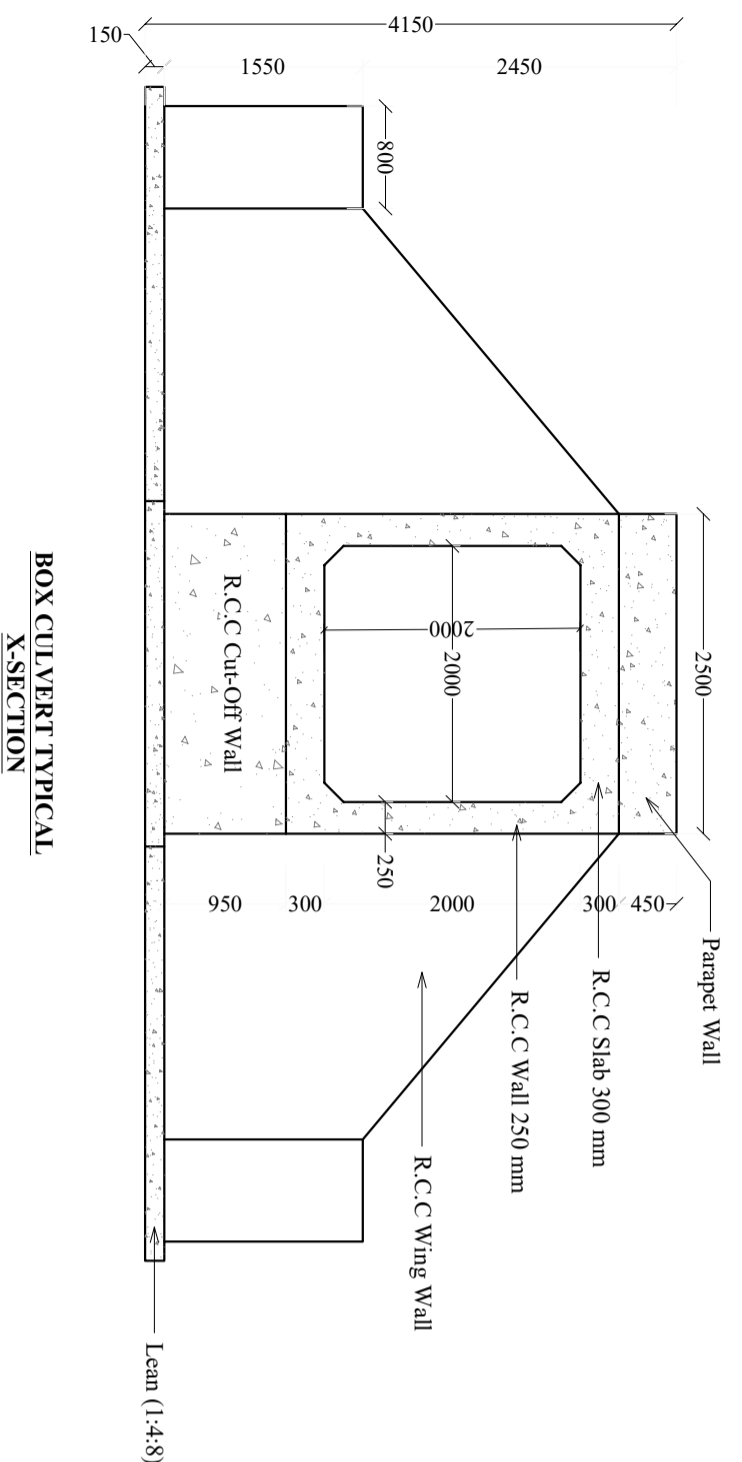 4150
150
1550
2450
800
2500
2000
2000
250
950
300
2000
300
450
R.C.C Cut-Off Wall
Parapet Wall
R.C.C Slab 300 mm
R.C.C Wall 250 mm
R.C.C Wing Wall
Lean (1:4:8)
BOX CULVERT TYPICAL
X-SECTION